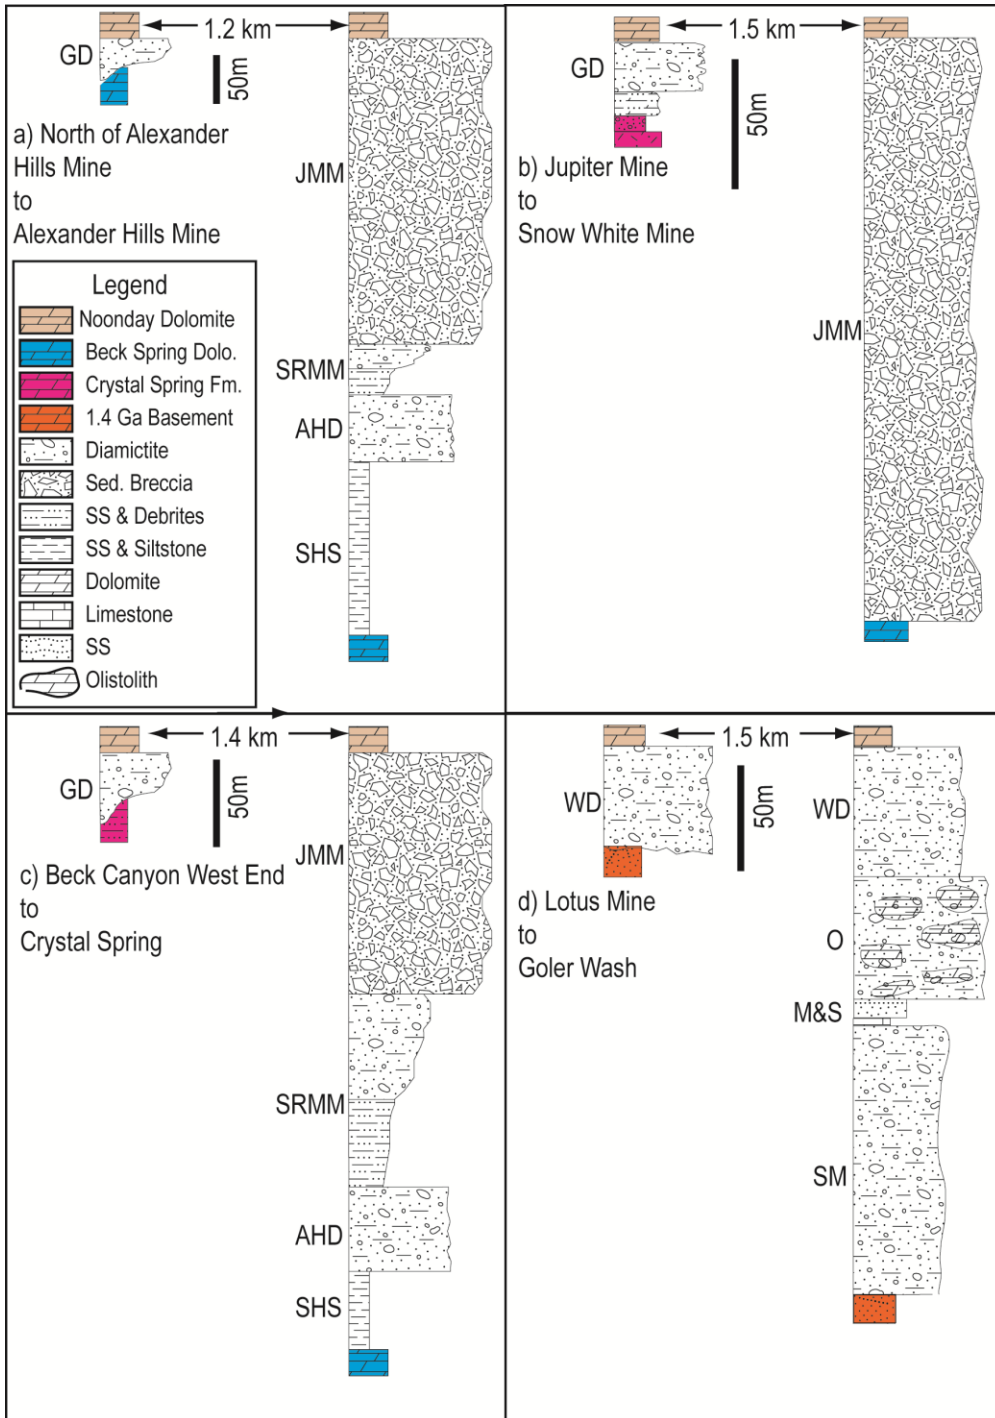 1.2 km
GD
50m
a) North of Alexander
Hills Mine
to
Alexander Hills Mine
JMM
SRMM
AHD
SHS
Legend
Noonday Dolomite
Beck Spring Dolo.
Crystal Spring Fm.
1.4 Ga Basement
Diamictite
Sed. Breccia
SS & Debrites
SS & Siltstone
Dolomite
Limestone
SS
Olistolith
1.5 km
GD
50m
b) Jupiter Mine
to
Snow White Mine
JMM
1.4 km
GD
50m
c) Beck Canyon West End
to
Crystal Spring
JMM
SRMM
AHD
SHS
1.5 km
WD
50m
d) Lotus Mine
to
Goler Wash
WD
O
M&S
SM